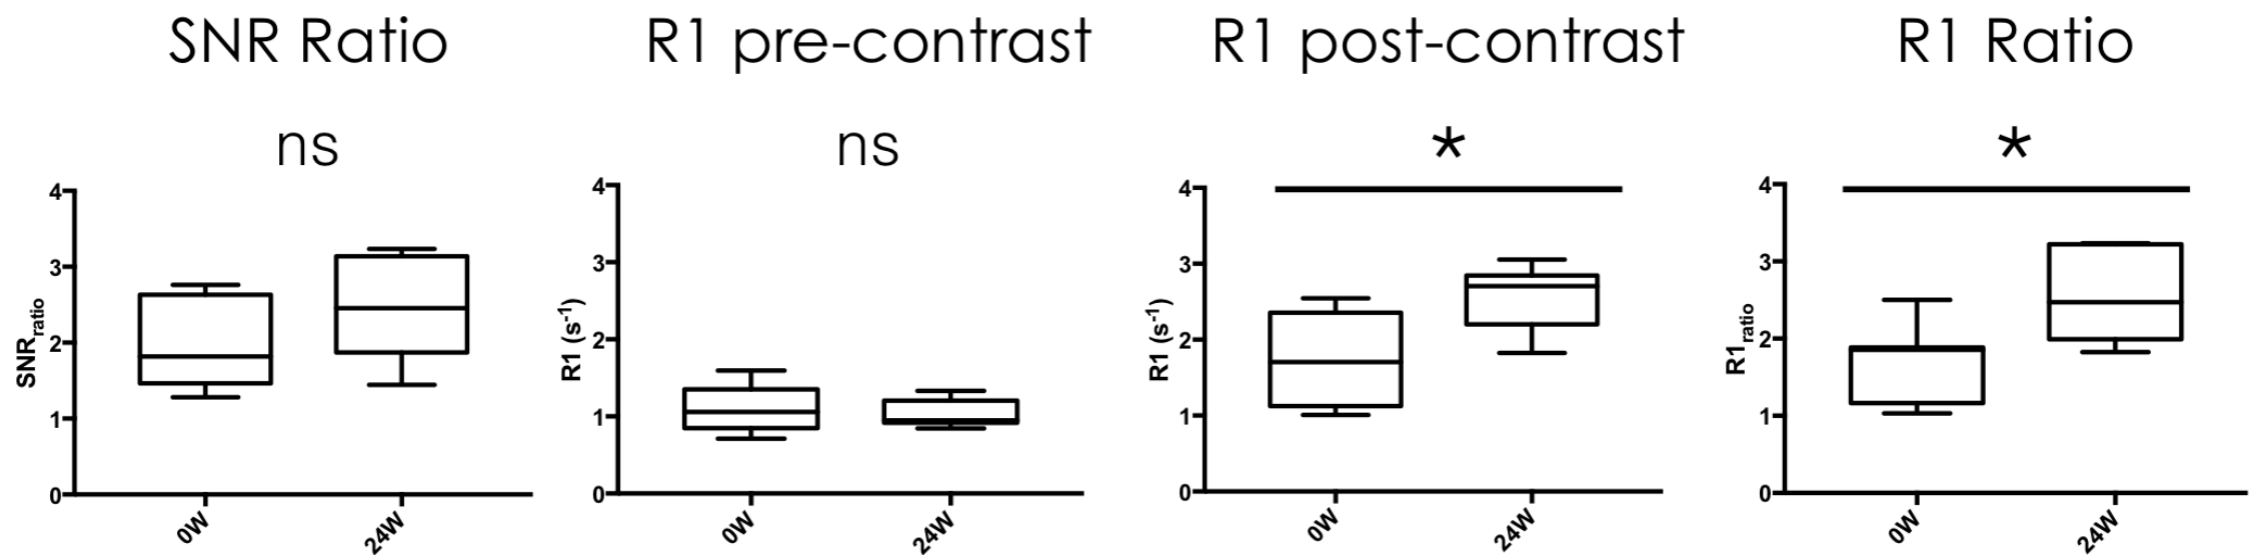 SNR Ratio
R1 pre-contrast
R1 post-contrast
R1 Ratio
ns
ns
*
*
SNRratio
4
3
2
1
0
0W
24W
R1 (s-1)
4
3
2
1
0
0W
24W
R1 (s-1)
4
3
2
1
0
0W
24W
R1ratio
4
3
2
1
0
0W
24W